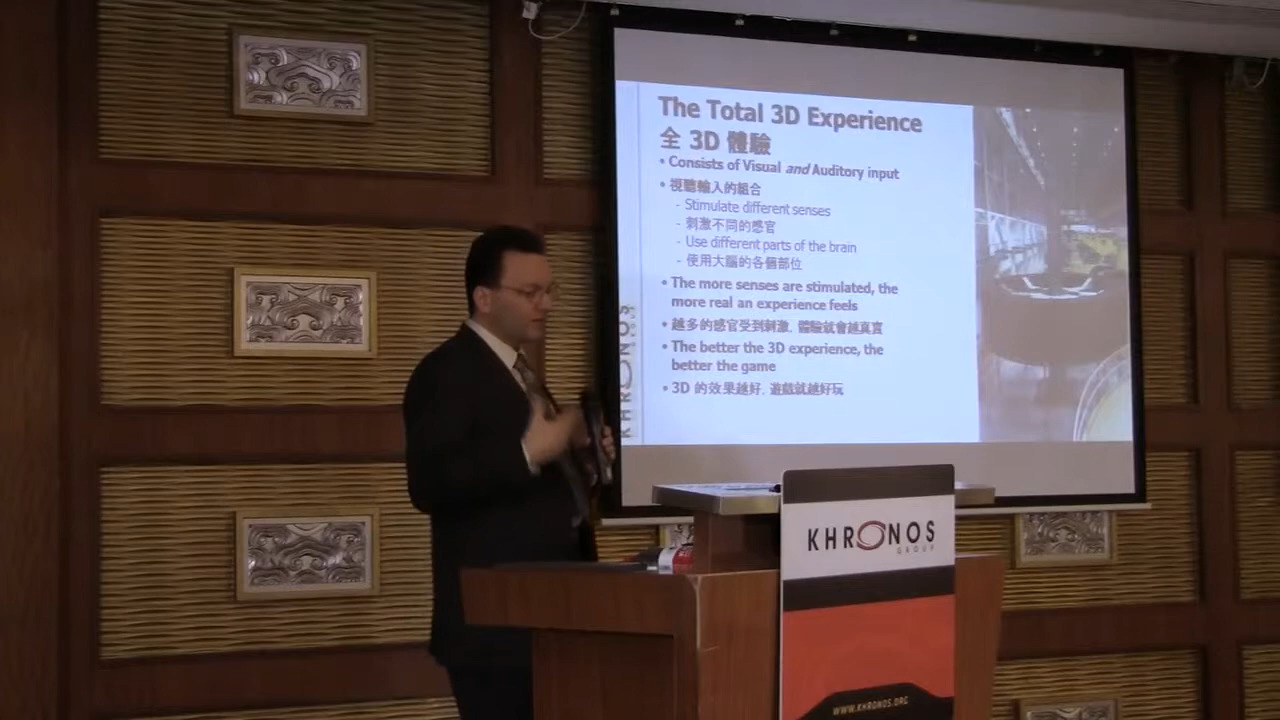 The Total 3D Experience
全 3D 體驗
• Consists of Visual and Auditory input
• 視聽輸入的組合
- Stimulate different senses
- 刺激不同的感官
- Use different parts of the brain
- 使用大腦的各個部位
• The more senses are stimulated, the
more real an experience feels
• 越多的感官受到刺激, 體驗就會越真實
• The better the 3D experience, the
better the game
• 3D 的效果越好, 遊戲就越好玩
KHRONOS
GROUP
KHRONOS
GROUP
WWW.KHRONOS.ORG